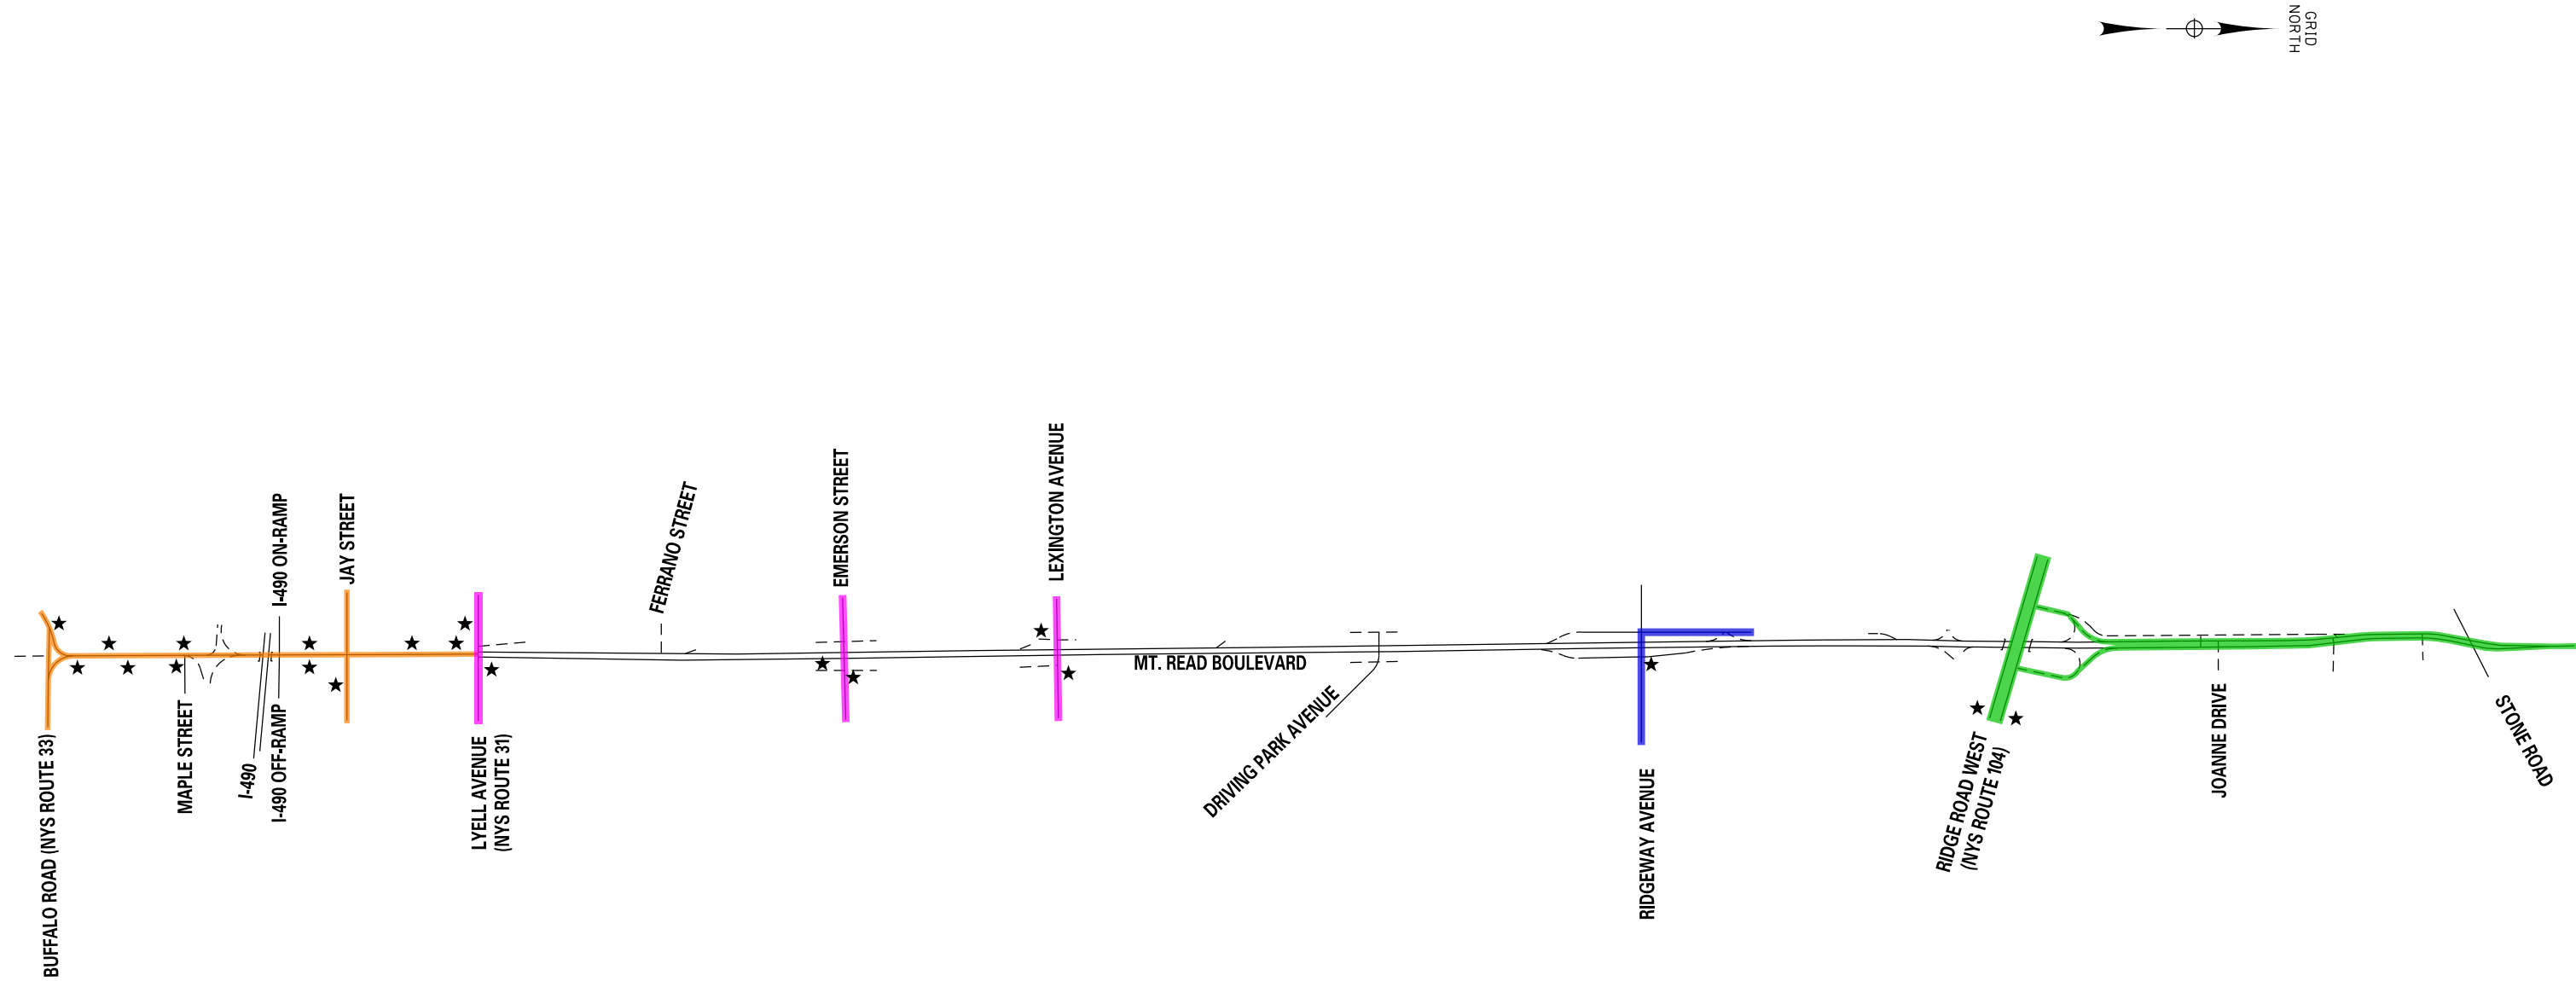 GRID
NORTH
BUFFALO ROAD (NYS ROUTE 33)
MAPLE STREET
I-490
I-490 ON-RAMP
I-490 OFF-RAMP
JAY STREET
LYELL AVENUE
(NYS ROUTE 31)
FERRANO STREET
EMERSON STREET
LEXINGTON AVENUE
MT. READ BOULEVARD
DRIVING PARK AVENUE
RIDGEWAY AVENUE
RIDGE ROAD WEST
(NYS ROUTE 104)
JOANNE DRIVE
STONE ROAD